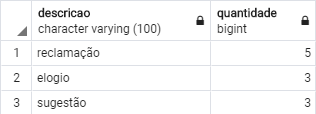 descricao quantidade
character varying (100) bigint
1 reclamação 5
2 elogio 3
3 sugestão 3